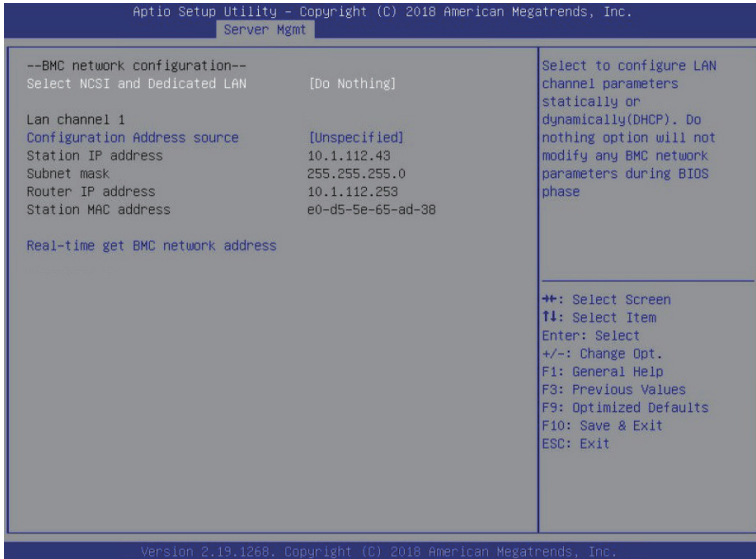 Aptio Setup Utility – Copyright (C) 2018 American Megatrends, Inc.
Server Mgmt
--BMC network configuration--
Select NCSI and Dedicated LAN [Do Nothing]
Lan channel 1
Configuration Address source [Unspecified]
Station IP address 10.1.112.43
Subnet mask 255.255.255.0
Router IP address 10.1.112.253
Station MAC address e0-d5-5e-65-ad-38
Real-time get BMC network address
Select to configure LAN
channel parameters
statically or
dynamically(DHCP). Do
nothing option will not
modify any BMC network
parameters during BIOS
phase
→←: Select Screen
↑↓: Select Item
Enter: Select
+/-: Change Opt.
F1: General Help
F3: Previous Values
F9: Optimized Defaults
F10: Save & Exit
ESC: Exit
Version 2.19.1268. Copyright (C) 2018 American Megatrends, Inc.